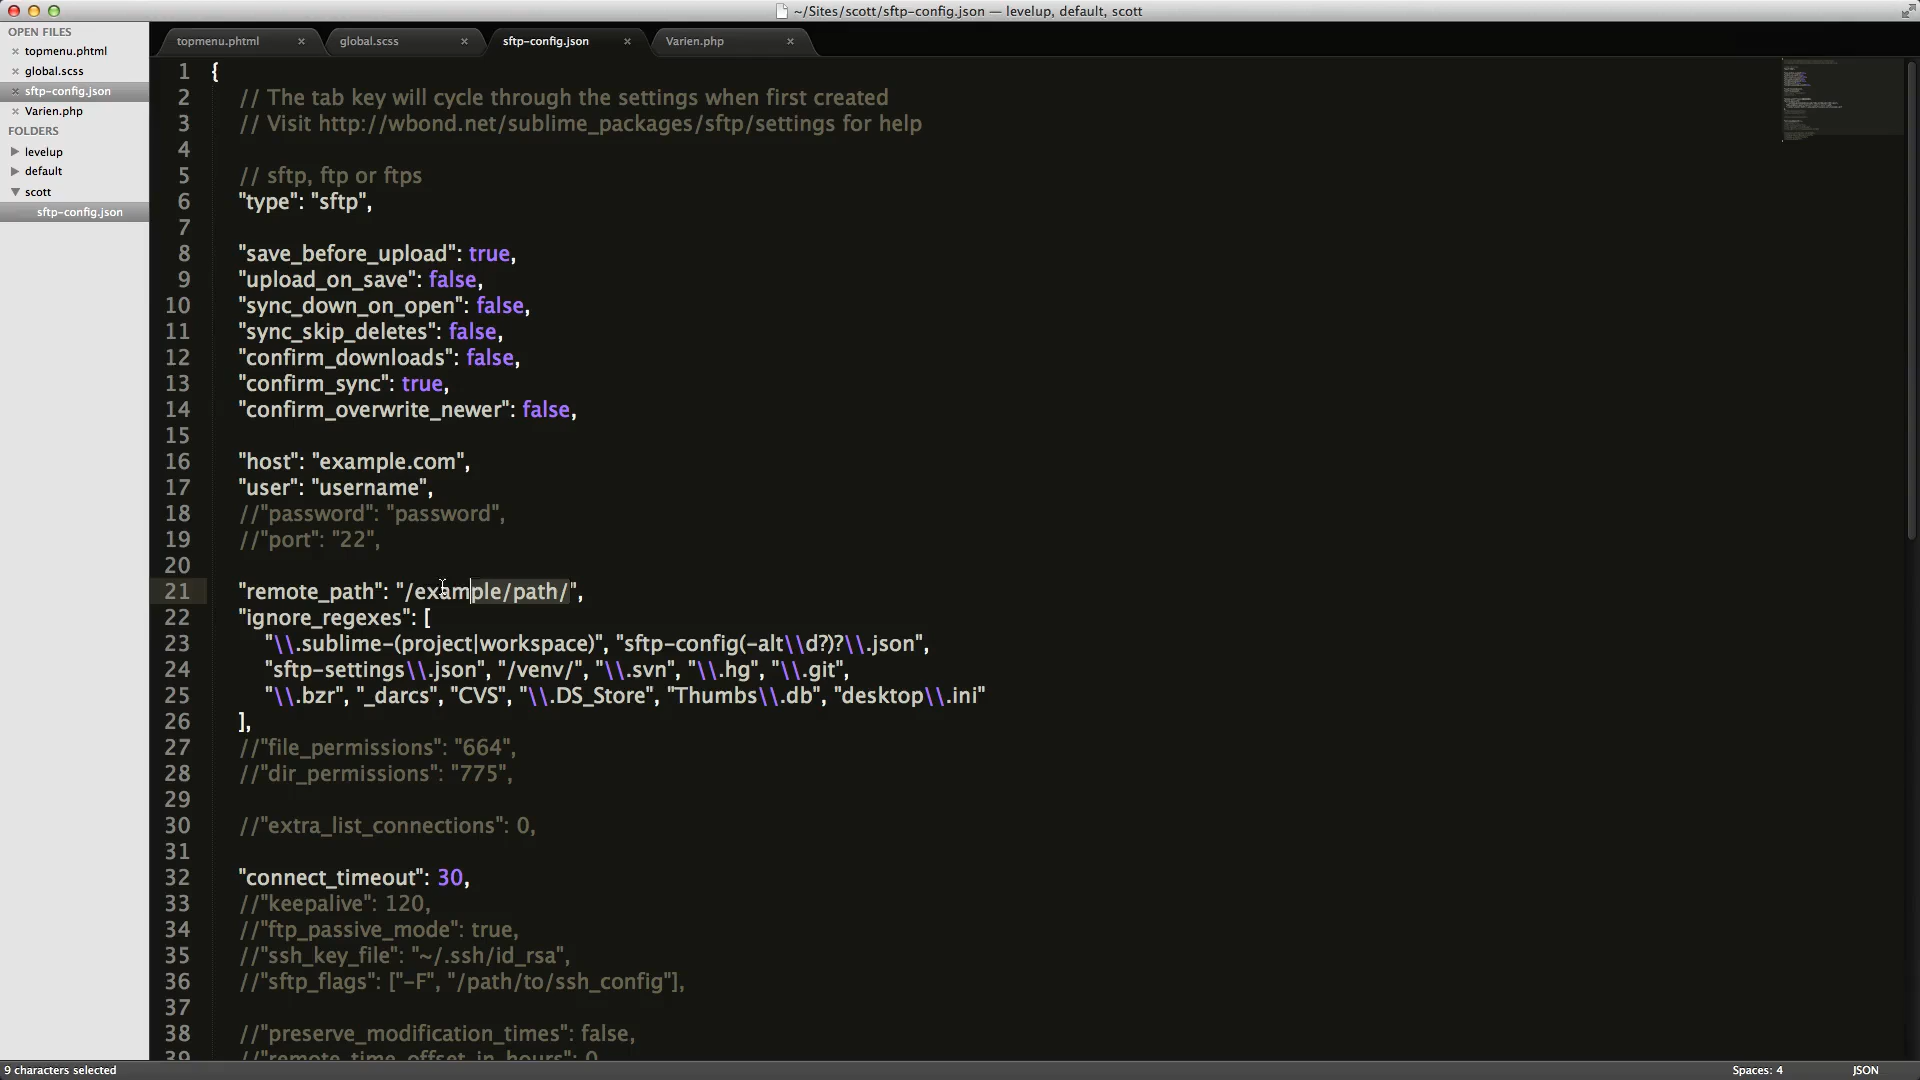 ~/Sites/scott/sftp-config.json — levelup, default, scott
OPEN FILES
topmenu.phtml
global.scss
sftp-config.json
Varien.php
FOLDERS
levelup
default
scott
sftp-config.json
topmenu.phtml × global.scss × sftp-config.json × Varien.php ×
1 {
2 // The tab key will cycle through the settings when first created
3 // Visit http://wbond.net/sublime_packages/sftp/settings for help
4
5 // sftp, ftp or ftps
6 "type": "sftp",
7
8 "save_before_upload": true,
9 "upload_on_save": false,
10 "sync_down_on_open": false,
11 "sync_skip_deletes": false,
12 "confirm_downloads": false,
13 "confirm_sync": true,
14 "confirm_overwrite_newer": false,
15
16 "host": "example.com",
17 "user": "username",
18 //"password": "password",
19 //"port": "22",
20
21 "remote_path": "/example/path/",
22 "ignore_regexes": [
23 "\\.sublime-(project|workspace)", "sftp-config(-alt\\d?)?\\.json",
24 "sftp-settings\\.json", "/venv/", "\\.svn", "\\.hg", "\\.git",
25 "\\.bzr", "_darcs", "CVS", "\\.DS_Store", "Thumbs\\.db", "desktop\\.ini"
26 ],
27 //"file_permissions": "664",
28 //"dir_permissions": "775",
29
30 //"extra_list_connections": 0,
31
32 "connect_timeout": 30,
33 //"keepalive": 120,
34 //"ftp_passive_mode": true,
35 //"ssh_key_file": "~/.ssh/id_rsa",
36 //"sftp_flags": ["-F", "/path/to/ssh_config"],
37
38 //"preserve_modification_times": false,
39 //"remote_time_offset_in_hours": 0,
9 characters selected
Spaces: 4 JSON